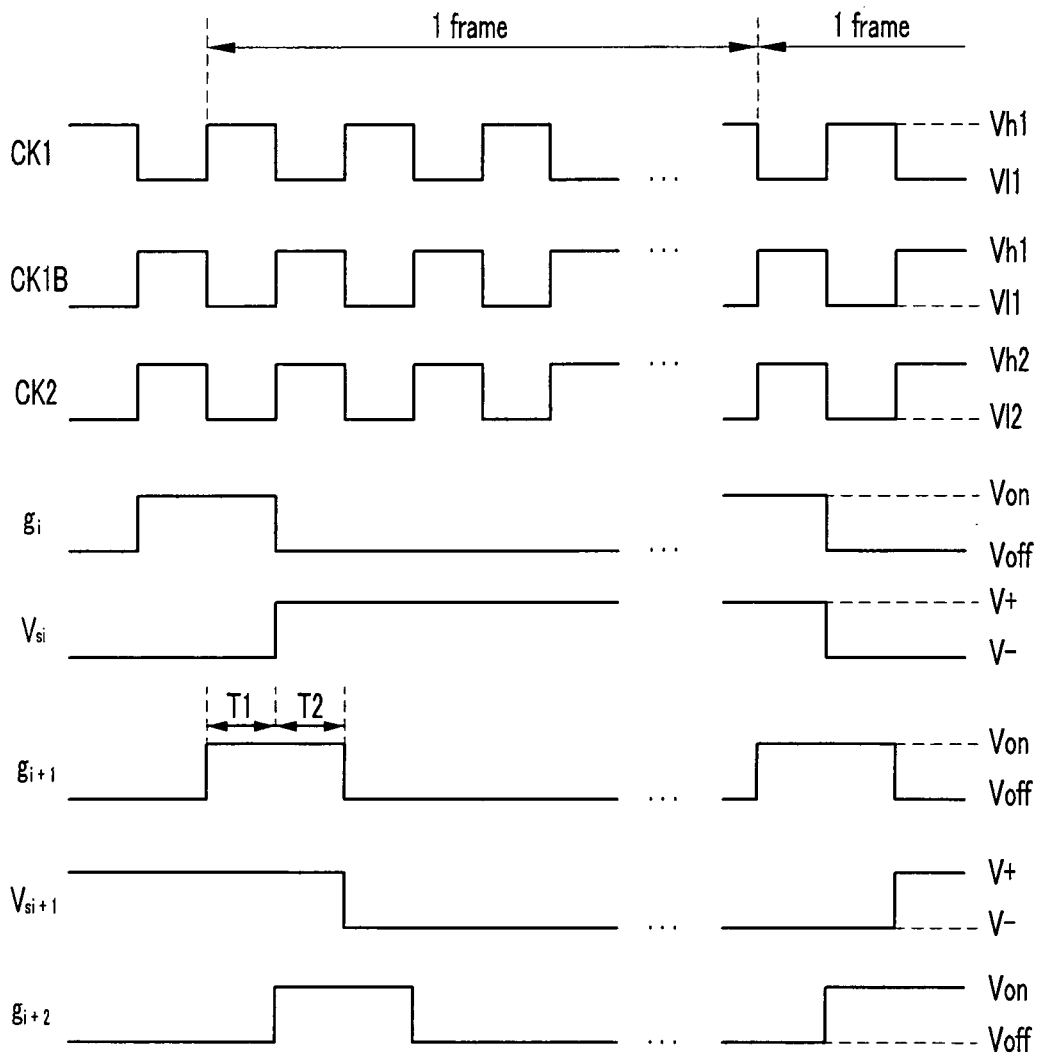 1 frame 1 frame
CK1 Vh1
... Vl1
CK1B Vh1
... Vl1
CK2 Vh2
... Vl2
gi Von
... Voff
Vsi V+
V-
T1 T2
gi+1 Von
... Voff
Vsi+1 V+
... V-
gi+2 Von
... Voff